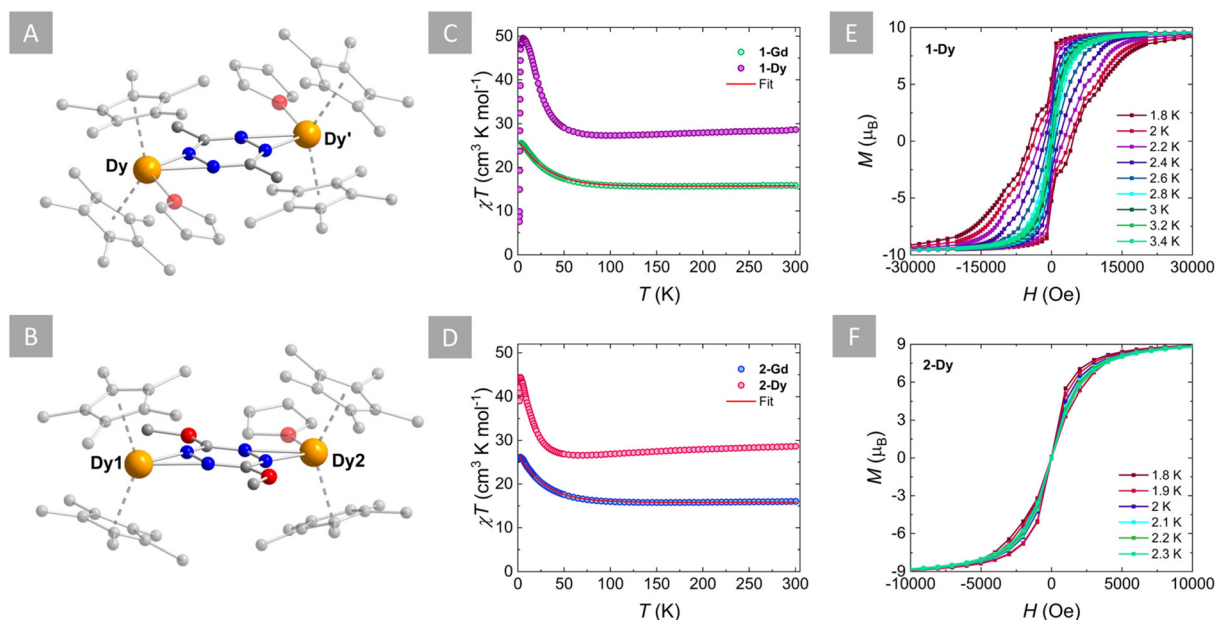 A
Dy
Dy'
B
Dy1
Dy2
C
50
40
30
20
10
0
χT (cm³ K mol⁻¹)
1-Gd
1-Dy
Fit
0 50 100 150 200 250 300
T (K)
D
50
40
30
20
10
0
χT (cm³ K mol⁻¹)
2-Gd
2-Dy
Fit
0 50 100 150 200 250 300
T (K)
E
10
5
0
-5
-10
M (μB)
1-Dy
1.8 K
2 K
2.2 K
2.4 K
2.6 K
2.8 K
3 K
3.2 K
3.4 K
-30000 -15000 0 15000 30000
H (Oe)
F
9
6
3
0
-3
-6
-9
M (μB)
2-Dy
1.8 K
1.9 K
2 K
2.1 K
2.2 K
2.3 K
-10000 -5000 0 5000 10000
H (Oe)